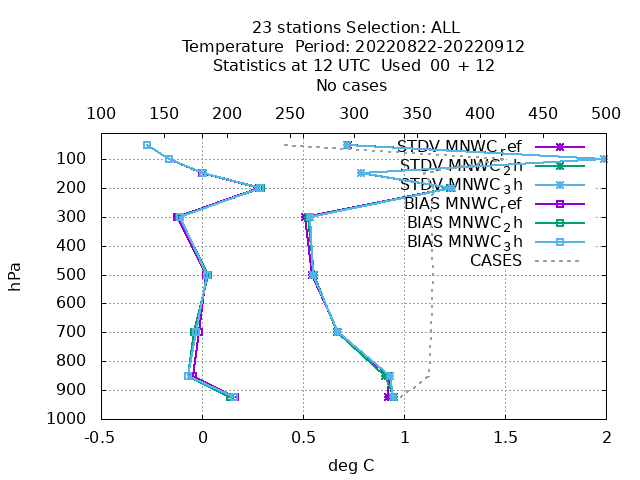 23 stations Selection: ALL
Temperature  Period: 20220822-20220912
Statistics at 12 UTC  Used  00 + 12
No cases
100 150 200 250 300 350 400 450 500
STDV MNWC_ref
STDV MNWC_2h
STDV MNWC_3h
BIAS MNWC_ref
BIAS MNWC_2h
BIAS MNWC_3h
CASES
hPa
100
200
300
400
500
600
700
800
900
1000
-0.5 0 0.5 1 1.5 2
deg C